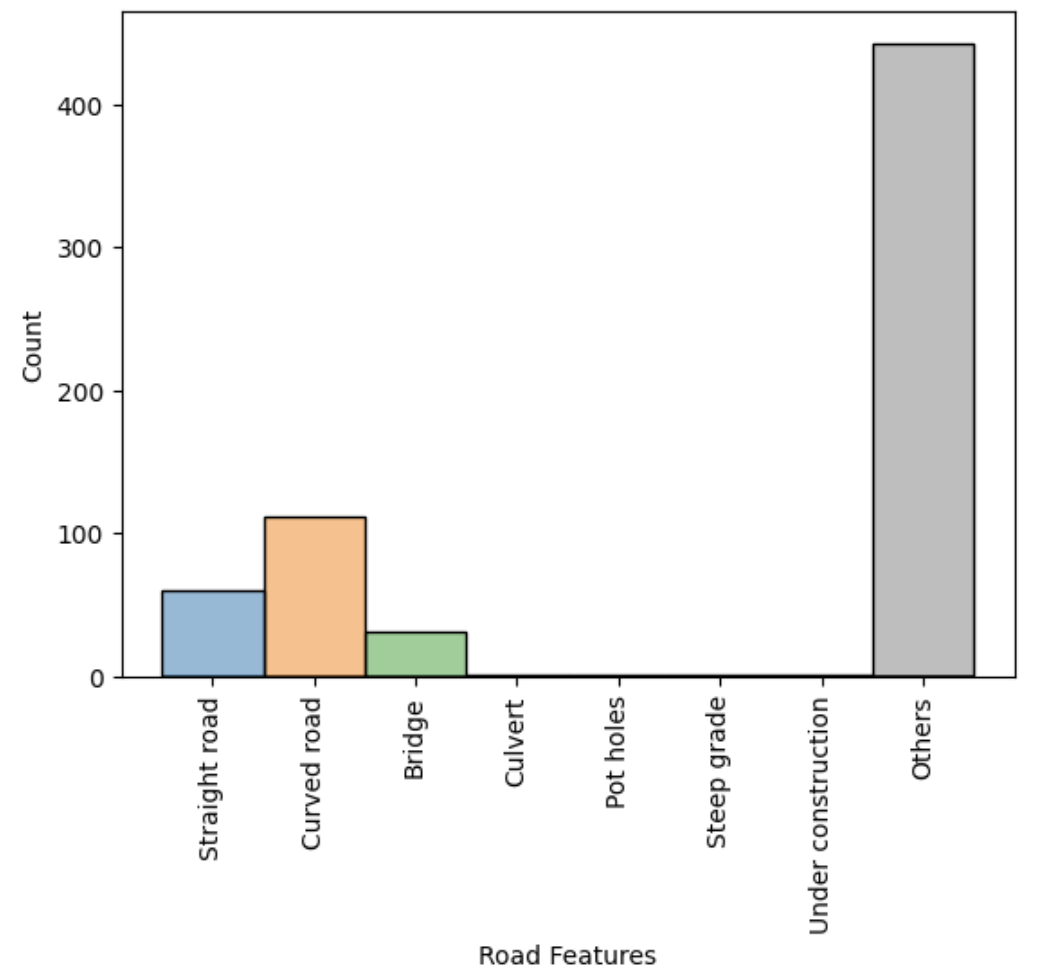 Count
400
300
200
100
0
Straight road
Curved road
Bridge
Culvert
Pot holes
Steep grade
Under construction
Others
Road Features